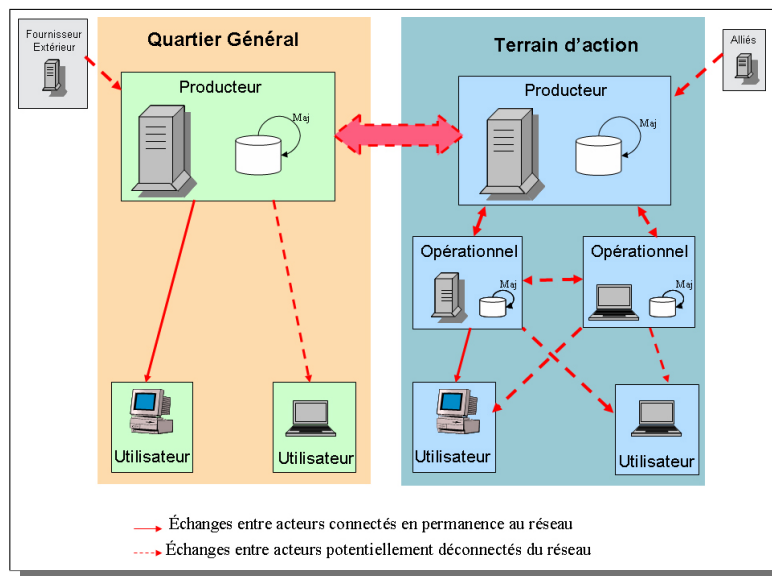 Fournisseur
Extérieur
Quartier Général
Terrain d'action
Alliés
Producteur
Maj
Producteur
Maj
Opérationnel
Maj
Opérationnel
Maj
Utilisateur
Utilisateur
Utilisateur
Utilisateur
Échanges entre acteurs connectés en permanence au réseau
Échanges entre acteurs potentiellement déconnectés du réseau